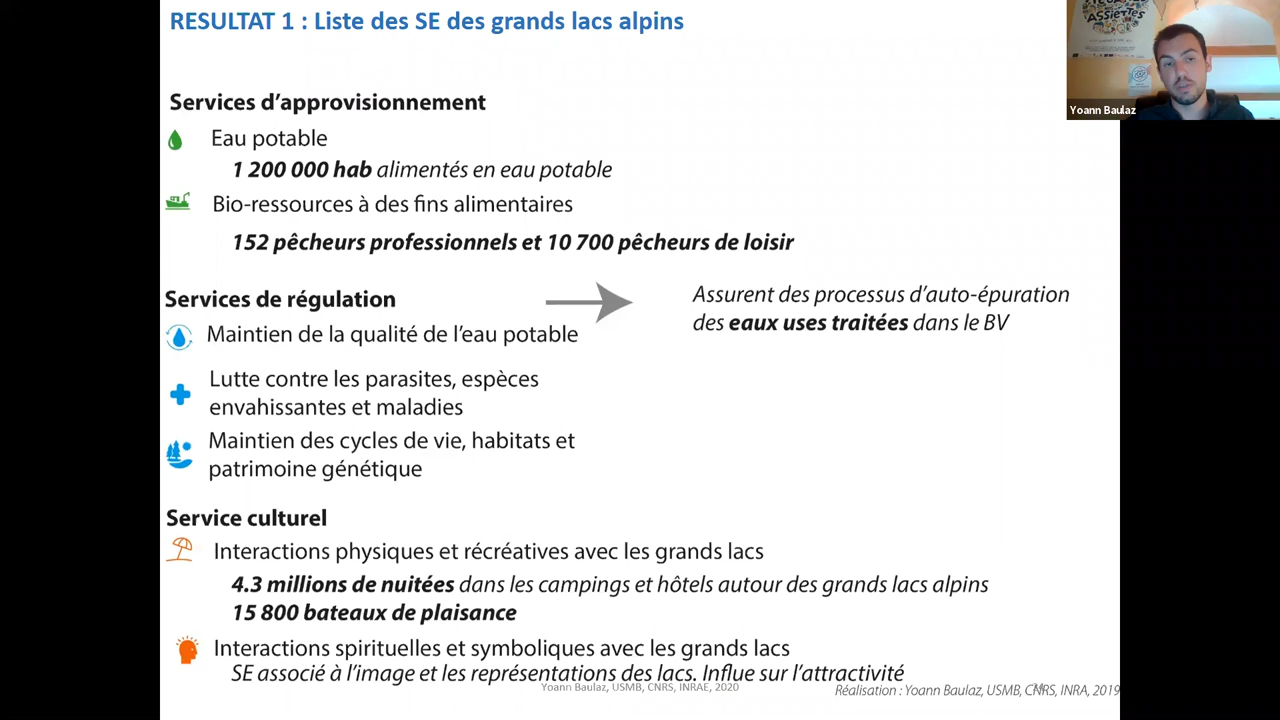 RESULTAT 1 : Liste des SE des grands lacs alpins
ASSIETTES
Yoann Baulaz
Services d'approvisionnement
Eau potable
1 200 000 hab alimentés en eau potable
Bio-ressources à des fins alimentaires
152 pêcheurs professionnels et 10 700 pêcheurs de loisir
Services de régulation
Assurent des processus d'auto-épuration
des eaux uses traitées dans le BV
Maintien de la qualité de l'eau potable
Lutte contre les parasites, espèces
envahissantes et maladies
Maintien des cycles de vie, habitats et
patrimoine génétique
Service culturel
Interactions physiques et récréatives avec les grands lacs
4.3 millions de nuitées dans les campings et hôtels autour des grands lacs alpins
15 800 bateaux de plaisance
Interactions spirituelles et symboliques avec les grands lacs
SE associé à l'image et les représentations des lacs. Influe sur l'attractivité
Yoann Baulaz, USMB, CNRS, INRAE, 2020
Réalisation : Yoann Baulaz, USMB, CNRS, INRA, 2019